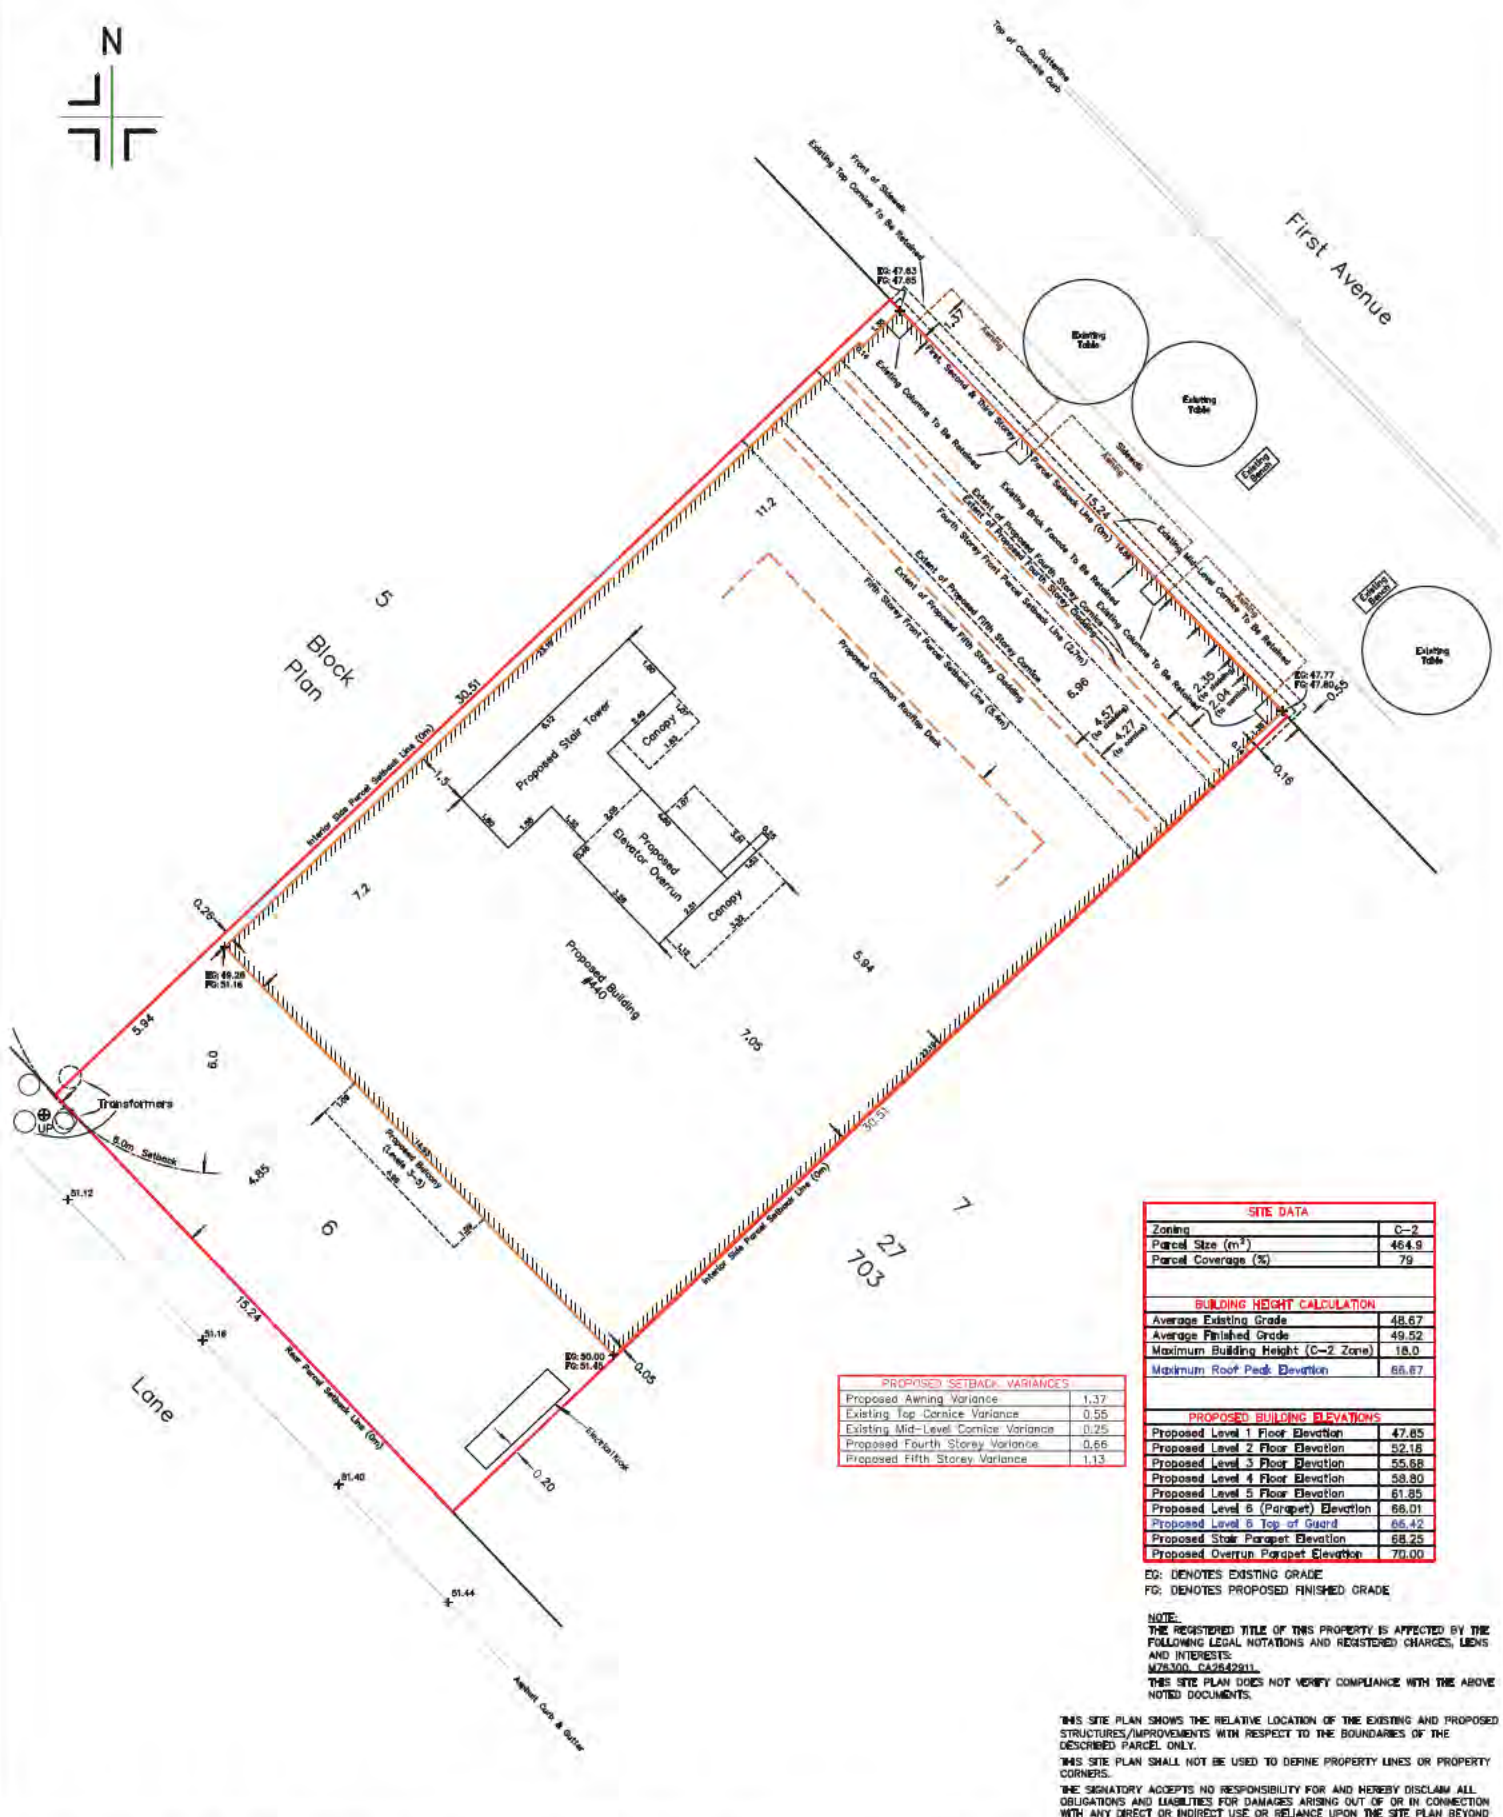 N
Gutterline
Top of Concrete Curb
First Avenue
Front of Sidewalk
Existing Top Cornice To Be Retained
EG: 47.63
FG: 47.65
Awning
Existing
Table
Existing
Table
Existing
Bench
Existing
Bench
Existing
Table
Sidewalk
Awning
Awning
First, Second & Third Storey
Parcel Setback Line (0m)
15.24
Existing Columns To Be Retained
Existing Mid-Level Cornice To Be Retained
Existing Brick Facade To Be Retained
Existing Columns To Be Retained
Extent of Proposed Fourth Storey Cornice
Extent of Proposed Fourth Storey Cladding
Fourth Storey Front Parcel Setback Line (2.7m)
Extent of Proposed Fifth Storey Cornice
Extent of Proposed Fifth Storey Cladding
Fifth Storey Front Parcel Setback Line (5.4m)
Proposed Common Rooftop Deck
11.2
6.96
2.35
(to cladding)
2.04
(to cornice)
4.57
(to cladding)
4.27
(to cornice)
EG: 47.77
FG: 47.80
0.55
0.16
5
Block
Plan
30.51
Interior Side Parcel Setback Line (0m)
Proposed Stair Tower
Canopy
1.5
Proposed
Elevator Overrun
Canopy
7.2
0.26
EG: 49.26
FG: 51.16
Proposed Building
#440
5.94
7.05
5.94
6.0
Transformers
UP
6.0m Setback
4.85
6
Proposed Balcony
(Levels 3-5)
51.12
51.16
15.24
Rear Parcel Setback Line (0m)
Lane
51.40
51.44
Asphalt Curb & Gutter
EG: 50.00
FG: 51.45
0.05
0.20
Electrical Kiosk
30.51
Interior Side Parcel Setback Line (0m)
7
27
703
PROPOSED SETBACK VARIANCES
Proposed Awning Variance 1.37
Existing Top Cornice Variance 0.55
Existing Mid-Level Cornice Variance 0.25
Proposed Fourth Storey Variance 0.66
Proposed Fifth Storey Variance 1.13
SITE DATA
Zoning C-2
Parcel Size (m²) 464.9
Parcel Coverage (%) 79
BUILDING HEIGHT CALCULATION
Average Existing Grade 48.67
Average Finished Grade 49.52
Maximum Building Height (C-2 Zone) 18.0
Maximum Roof Peak Elevation 66.67
PROPOSED BUILDING ELEVATIONS
Proposed Level 1 Floor Elevation 47.85
Proposed Level 2 Floor Elevation 52.18
Proposed Level 3 Floor Elevation 55.68
Proposed Level 4 Floor Elevation 58.80
Proposed Level 5 Floor Elevation 61.85
Proposed Level 6 (Parapet) Elevation 66.01
Proposed Level 6 Top of Guard 66.42
Proposed Stair Parapet Elevation 68.25
Proposed Overrun Parapet Elevation 70.00
EG: DENOTES EXISTING GRADE
FG: DENOTES PROPOSED FINISHED GRADE
NOTE:
THE REGISTERED TITLE OF THIS PROPERTY IS AFFECTED BY THE
FOLLOWING LEGAL NOTATIONS AND REGISTERED CHARGES, LIENS
AND INTERESTS:
M76300, CA2642911.
THIS SITE PLAN DOES NOT VERIFY COMPLIANCE WITH THE ABOVE
NOTED DOCUMENTS.
THIS SITE PLAN SHOWS THE RELATIVE LOCATION OF THE EXISTING AND PROPOSED
STRUCTURES/IMPROVEMENTS WITH RESPECT TO THE BOUNDARIES OF THE
DESCRIBED PARCEL ONLY.
THIS SITE PLAN SHALL NOT BE USED TO DEFINE PROPERTY LINES OR PROPERTY
CORNERS.
THE SIGNATORY ACCEPTS NO RESPONSIBILITY FOR AND HEREBY DISCLAIM ALL
OBLIGATIONS AND LIABILITIES FOR DAMAGES ARISING OUT OF OR IN CONNECTION
WITH ANY DIRECT OR INDIRECT USE OR RELIANCE UPON THE SITE PLAN BEYOND